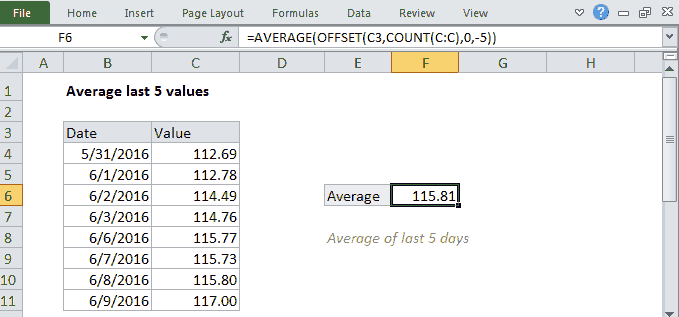 File Home Insert Page Layout Formulas Data Review View
F6 fx =AVERAGE(OFFSET(C3,COUNT(C:C),0,-5))
A B C D E F G H
1 Average last 5 values
2
3 Date Value
4 5/31/2016 112.69
5 6/1/2016 112.78
6 6/2/2016 114.49 Average 115.81
7 6/3/2016 114.76
8 6/6/2016 115.77 Average of last 5 days
9 6/7/2016 115.73
10 6/8/2016 115.80
11 6/9/2016 117.00